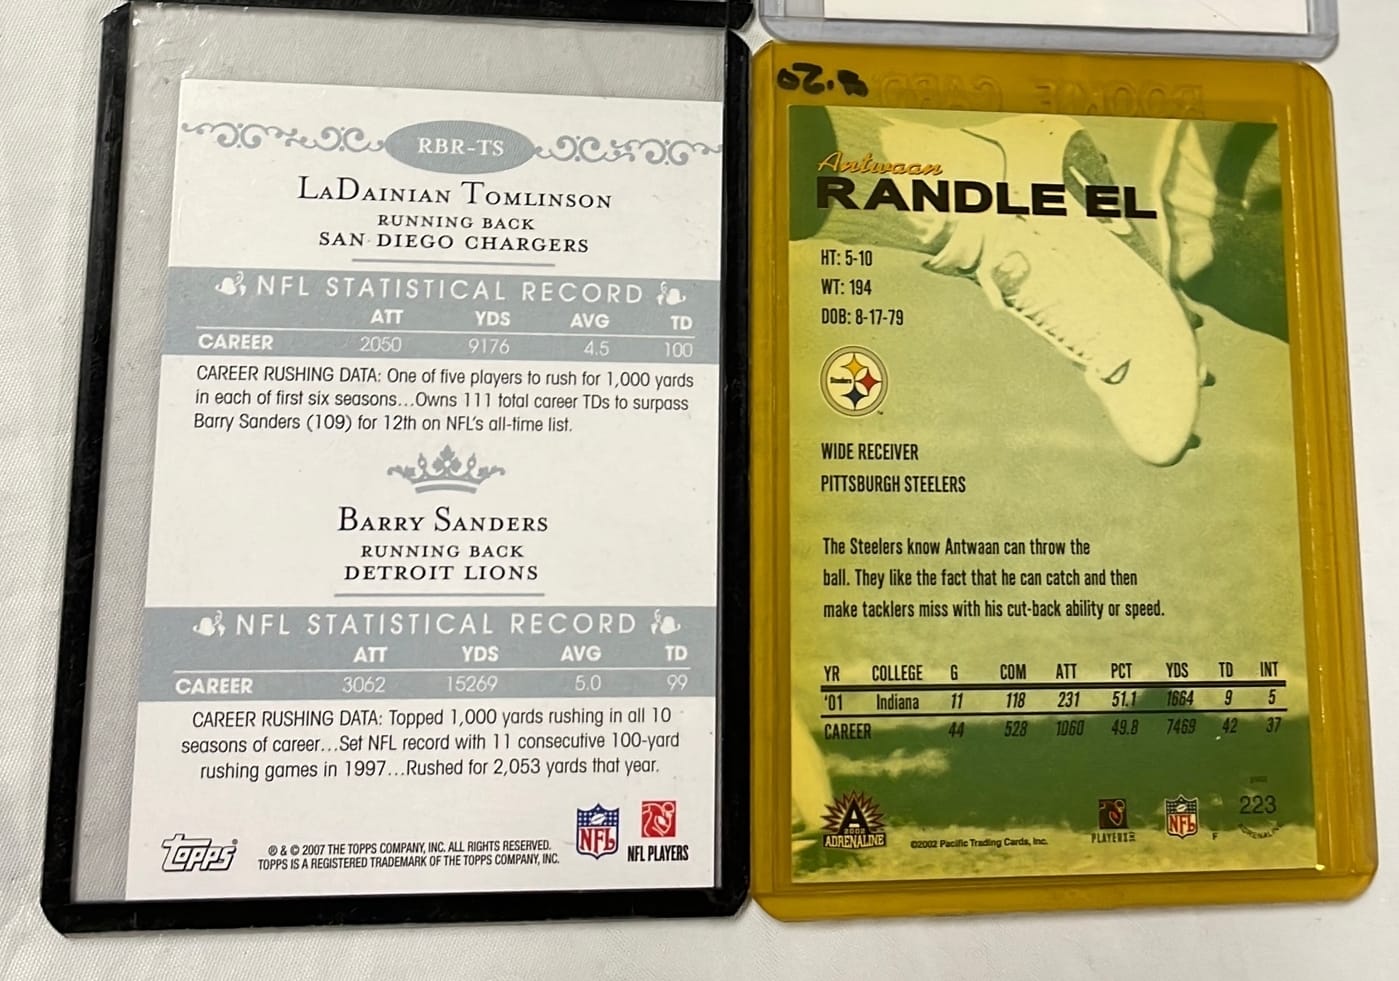 RBR-TS
LADAINIAN TOMLINSON
RUNNING BACK
SAN DIEGO CHARGERS
NFL STATISTICAL RECORD
ATT YDS AVG TD
CAREER 2050 9176 4.5 100
CAREER RUSHING DATA: One of five players to rush for 1,000 yards
in each of first six seasons...Owns 111 total career TDs to surpass
Barry Sanders (109) for 12th on NFL's all-time list.
BARRY SANDERS
RUNNING BACK
DETROIT LIONS
NFL STATISTICAL RECORD
ATT YDS AVG TD
CAREER 3062 15269 5.0 99
CAREER RUSHING DATA: Topped 1,000 yards rushing in all 10
seasons of career...Set NFL record with 11 consecutive 100-yard
rushing games in 1997...Rushed for 2,053 yards that year.
TOPPS®
® & © 2007 THE TOPPS COMPANY, INC. ALL RIGHTS RESERVED.
TOPPS IS A REGISTERED TRADEMARK OF THE TOPPS COMPANY, INC.
NFL
NFL PLAYERS
ROOKIE CARD
Antwaan
RANDLE EL
HT: 5-10
WT: 194
DOB: 8-17-79
Steelers
WIDE RECEIVER
PITTSBURGH STEELERS
The Steelers know Antwaan can throw the
ball. They like the fact that he can catch and then
make tacklers miss with his cut-back ability or speed.
YR COLLEGE G COM ATT PCT YDS TD INT
'01 Indiana 11 118 231 51.1 1664 9 5
CAREER 44 528 1060 49.8 7469 42 37
A
2002
ADRENALINE
©2002 Pacific Trading Cards, Inc.
PLAYERS
NFL
F
223
ADRENALINE